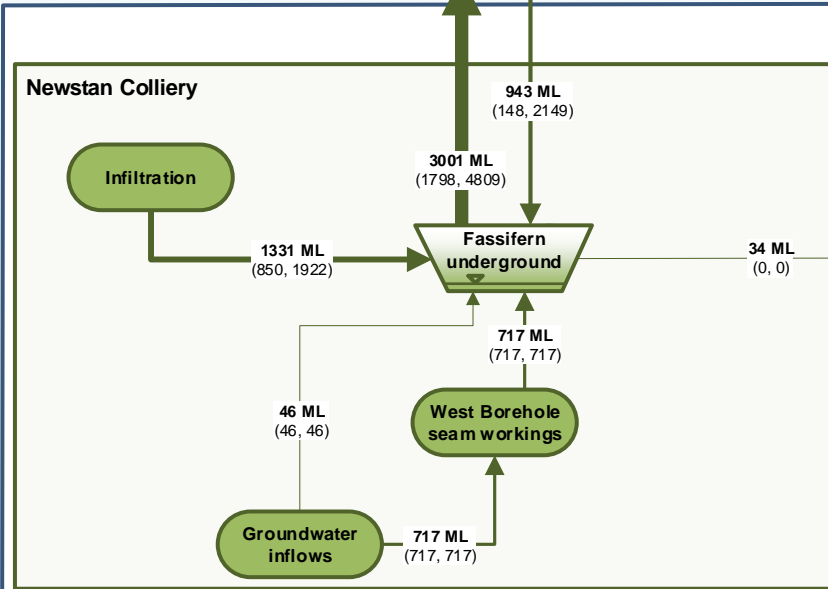 Newstan Colliery
943 ML
(148, 2149)
3001 ML
(1798, 4809)
Infiltration
1331 ML
(850, 1922)
Fassifern
underground
34 ML
(0, 0)
717 ML
(717, 717)
West Borehole
seam workings
46 ML
(46, 46)
Groundwater
inflows
717 ML
(717, 717)